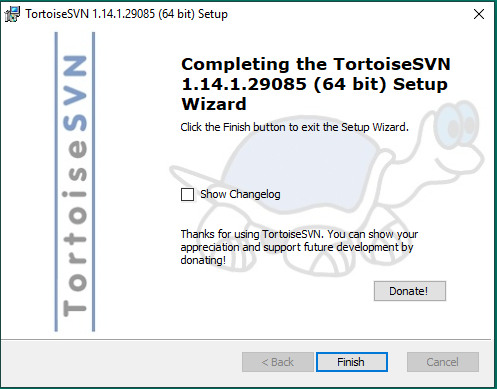 TortoiseSVN 1.14.1.29085 (64 bit) Setup
TortoiseSVN
Completing the TortoiseSVN
1.14.1.29085 (64 bit) Setup
Wizard
Click the Finish button to exit the Setup Wizard.
Show Changelog
Thanks for using TortoiseSVN. You can show your
appreciation and support future development by
donating!
Donate!
< Back
Finish
Cancel